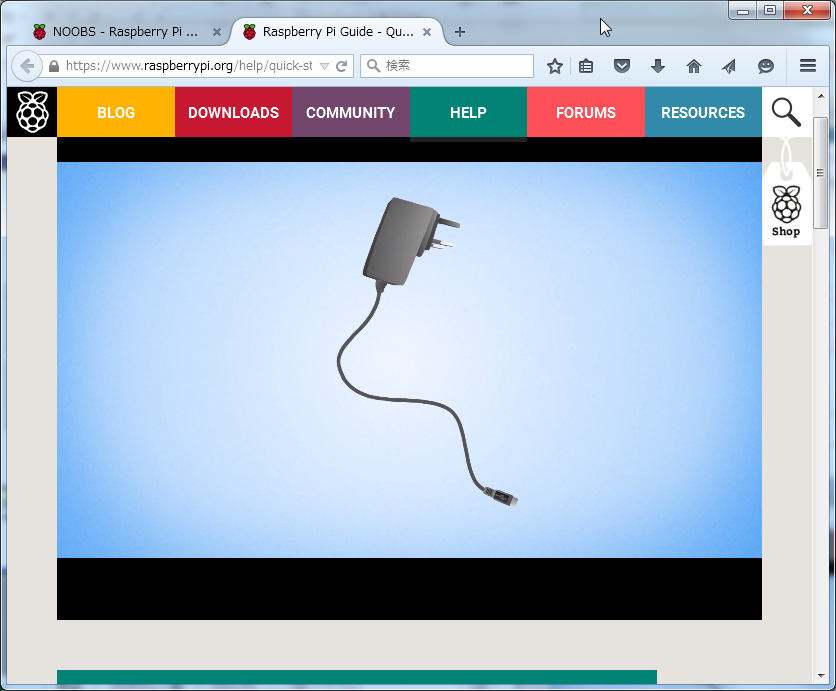 NOOBS - Raspberry Pi ...
Raspberry Pi Guide - Qu...
https://www.raspberrypi.org/help/quick-st
検索
BLOG
DOWNLOADS
COMMUNITY
HELP
FORUMS
RESOURCES
Shop